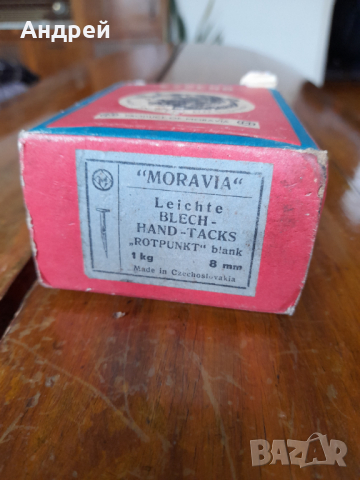 Андрей
"MORAVIA"
Leichte
BLECH-
HAND-TACKS
„ROTPUNKT" blank
1 kg 8 mm
Made in Czechoslovakia
BAZAR